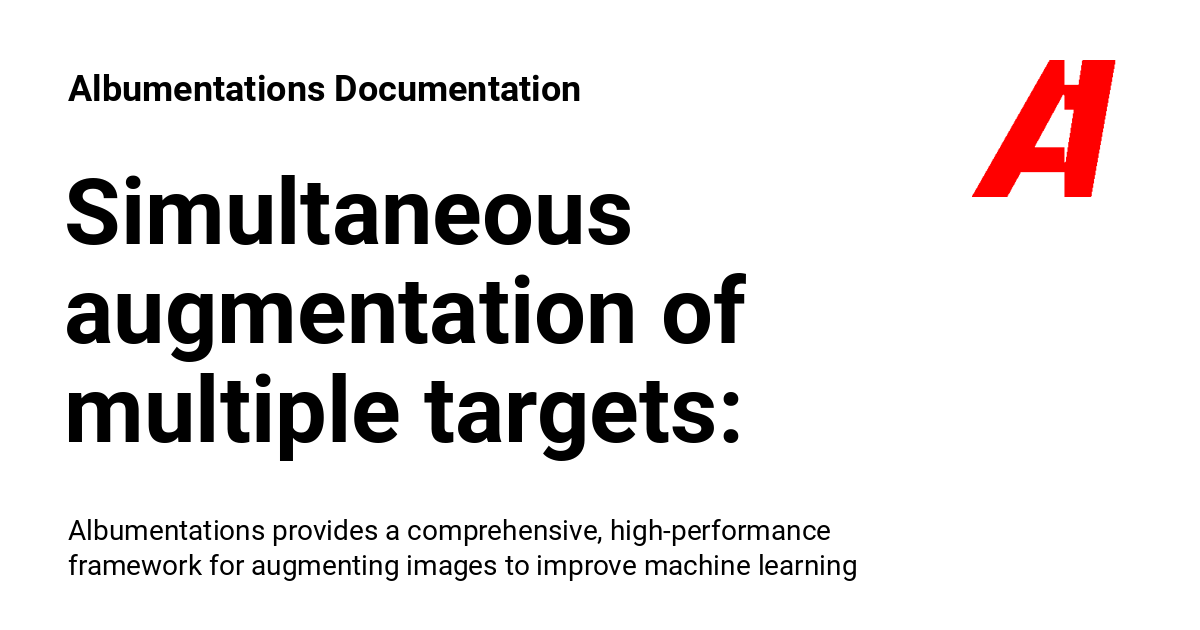 Albumentations Documentation
Simultaneous
augmentation of
multiple targets:
Albumentations provides a comprehensive, high-performance
framework for augmenting images to improve machine learning